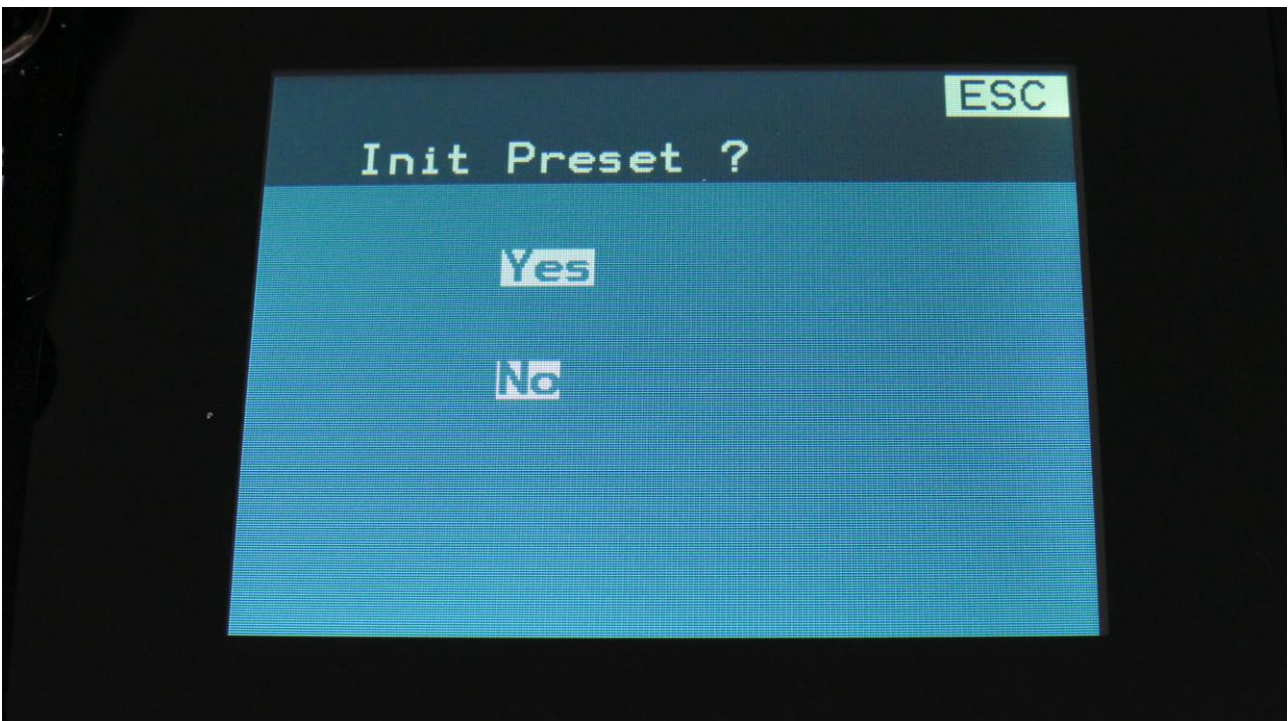 ESC
Init Preset ?
Yes
No